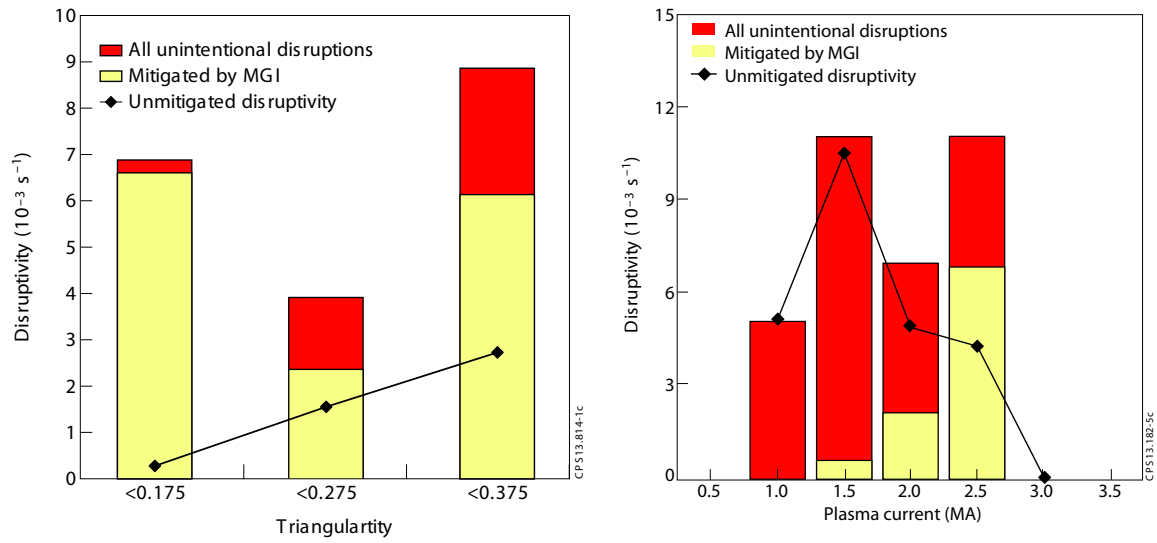 10
9
8
7
6
5
4
3
2
1
0
Disruptivity (10⁻³ s⁻¹)
All unintentional disruptions
Mitigated by MGI
Unmitigated disruptivity
<0.175
<0.275
<0.375
Triangulartity
CPS13.814-1c
15
12
9
6
3
0
Disruptivity (10⁻³ s⁻¹)
All unintentional disruptions
Mitigated by MGI
Unmitigated disruptivity
0.5 1.0 1.5 2.0 2.5 3.0 3.5
Plasma current (MA)
CPS13.182-5c